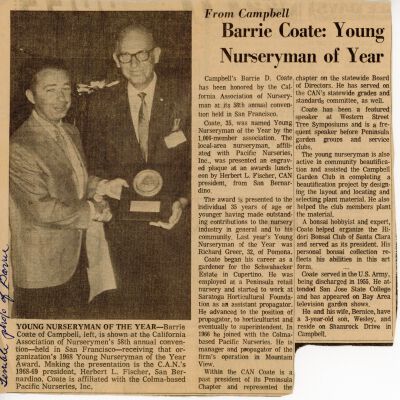 From Campbell
Barrie Coate: Young
Nurseryman of Year
Campbell's Barrie D. Coate,
has been honored by the Cal-
ifornia Association of Nursery-
man at its 58th annual conven-
tion held in San Francisco.
Coate, 35, was named Young
Nurseryman of the Year by the
1,000-member association. The
local-area nurseryman, affili-
ated with Pacific Nurseries,
Inc., was presented an engrav-
ed plaque at an awards lunch-
eon by Herbert L. Fischer, CAN
president, from San Bernar-
dino.
The award is presented to the
individual 35 years of age or
younger having made outstand-
ing contributions to the nursery
industry in general and to his
community. Last year's Young
Nurseryman of the Year was
Richard Greer, 32, of Pomona.
Coate began his career as a
gardener for the Schwabacker
Estate in Cupertino. He was
employed at a Peninsula retail
nursery and started to work at
Saratoga Horticultural Founda-
tion as an assistant propagator.
He advanced to the position of
propagator, to horticulturist and
eventually to superintendent. In
1966 he joined with the Colma-
based Pacific Nurseries. He is
manager and propagator of the
firm's operation in Mountain
View.
Within the CAN Coate is a
past president of its Peninsula
Chapter and represented the
chapter on the statewide Board
of Directors. He has served on
the CAN's statewide grades and
standards committee, as well.
Coate has been a featured
speaker at Western Street
Tree Symposiums and is a fre-
quent speaker before Peninsula
garden groups and service
clubs.
The young nurseryman is also
active in community beautifica-
tion and assisted the Campbell
Garden Club in completing a
beautification project by design-
ing the layout and locating and
selecting plant material. He also
helped the club members plant
the material.
A bonsai hobbyist and expert,
Coate helped organize the Hi-
dori Bonsai Club of Santa Clara
and served as its president. His
personal bonsai collection re-
flects his abilities in this art
form.
Coate served in the U.S. Army,
being discharged in 1955. He at-
tended San Jose State College
and has appeared on Bay Area
television garden shows.
He and his wife, Bernice, have
a 3-year-old son, Wesley, and
reside on Shamrock Drive in
Campbell.
YOUNG NURSERYMAN OF THE YEAR—Barrie
Coate of Campbell, left, is shown at the California
Association of Nurserymen's 58th annual conven-
tion—held in San Francisco—receiving that or-
ganization's 1968 Young Nurseryman of the Year
Award. Making the presentation is the C.A.N.'s
1968-69 president, Herbert L. Fischer, San Ber-
nardino, Coate is affiliated with the Colma-based
Pacific Nurseries, Inc.
Terrible photo of Barrie